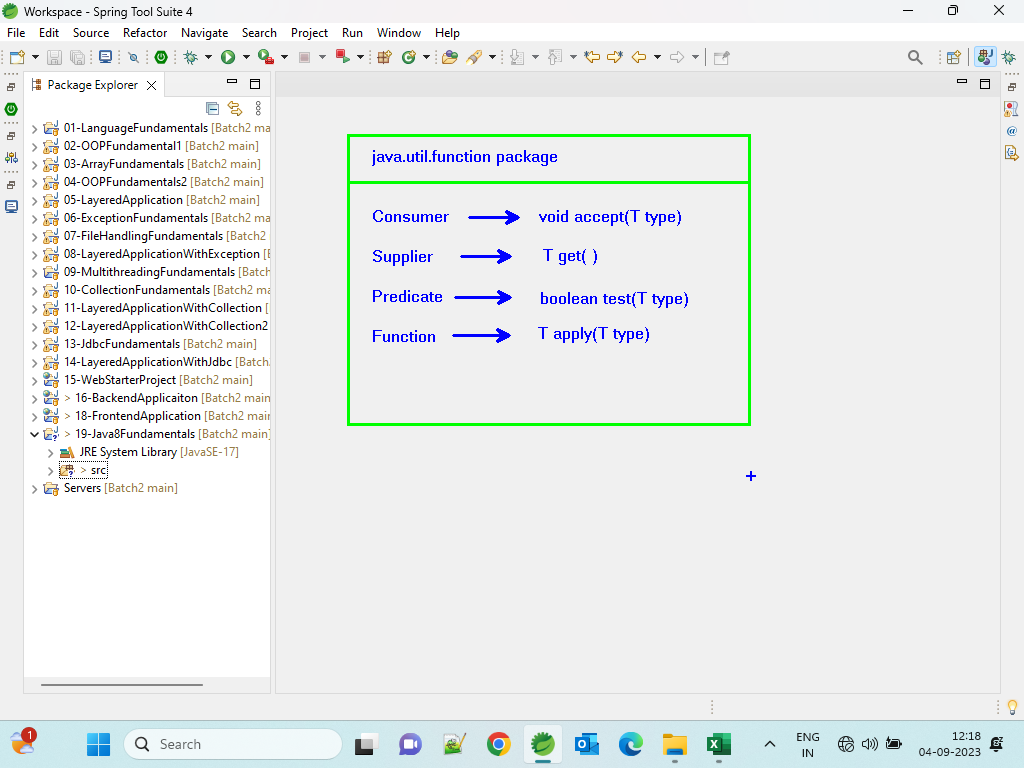 Workspace - Spring Tool Suite 4
File Edit Source Refactor Navigate Search Project Run Window Help
Package Explorer
01-LanguageFundamentals [Batch2 ma
02-OOPFundamental1 [Batch2 main]
03-ArrayFundamentals [Batch2 main]
04-OOPFundamentals2 [Batch2 main]
05-LayeredApplication [Batch2 main]
06-ExceptionFundamentals [Batch2 ma
07-FileHandlingFundamentals [Batch2
08-LayeredApplicationWithException [B
09-MultithreadingFundamentals [Batch
10-CollectionFundamentals [Batch2 ma
11-LayeredApplicationWithCollection [
12-LayeredApplicationWithCollection2
13-JdbcFundamentals [Batch2 main]
14-LayeredApplicationWithJdbc [Batch
15-WebStarterProject [Batch2 main]
> 16-BackendApplicaiton [Batch2 main
> 18-FrontendApplication [Batch2 main
> 19-Java8Fundamentals [Batch2 main]
JRE System Library [JavaSE-17]
> src
Servers [Batch2 main]
java.util.function package
Consumer void accept(T type)
Supplier T get( )
Predicate boolean test(T type)
Function T apply(T type)
1
Search
ENG
IN
12:18
04-09-2023